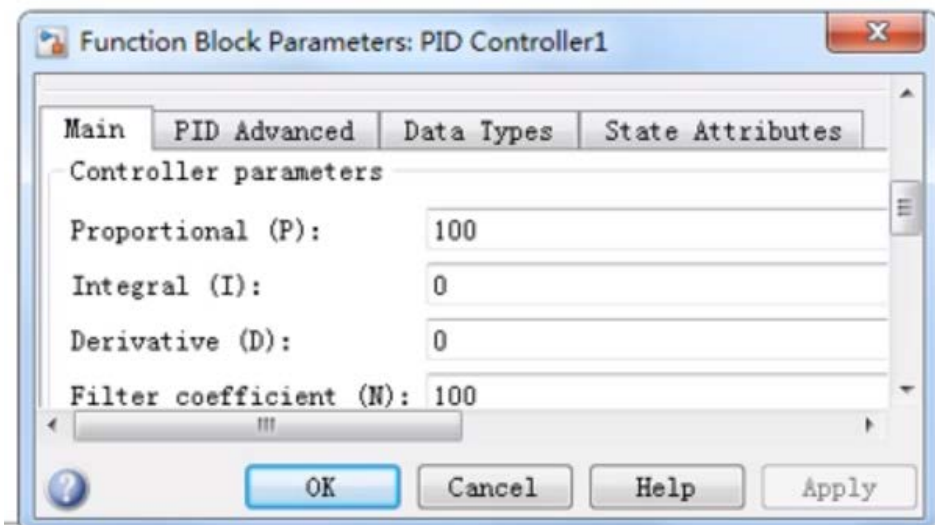 Function Block Parameters: PID Controller1
Main PID Advanced Data Types State Attributes
Controller parameters
Proportional (P): 100
Integral (I): 0
Derivative (D): 0
Filter coefficient (N): 100
OK Cancel Help Apply